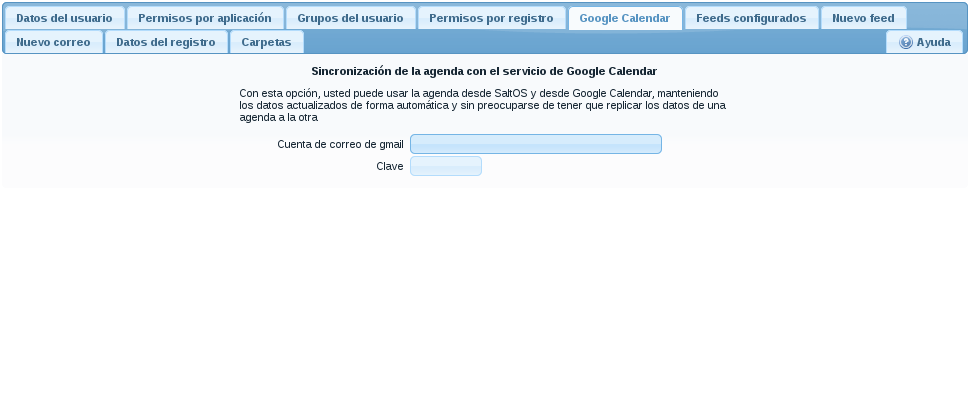 Datos del usuario Permisos por aplicación Grupos del usuario Permisos por registro Google Calendar Feeds configurados Nuevo feed
Nuevo correo Datos del registro Carpetas Ayuda
Sincronización de la agenda con el servicio de Google Calendar
Con esta opción, usted puede usar la agenda desde SaltOS y desde Google Calendar, manteniendo
los datos actualizados de forma automática y sin preocuparse de tener que replicar los datos de una
agenda a la otra
Cuenta de correo de gmail
Clave